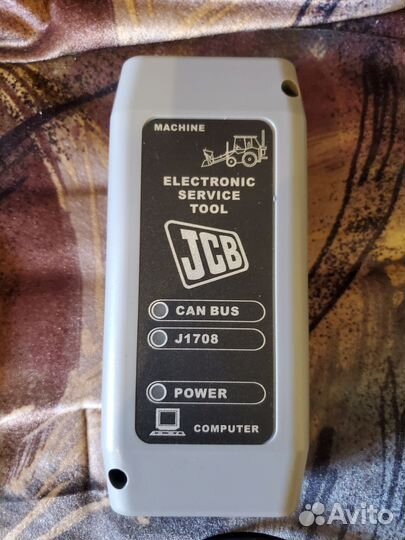 MACHINE
ELECTRONIC
SERVICE
TOOL
JCB
CAN BUS
J1708
POWER
COMPUTER
Avito